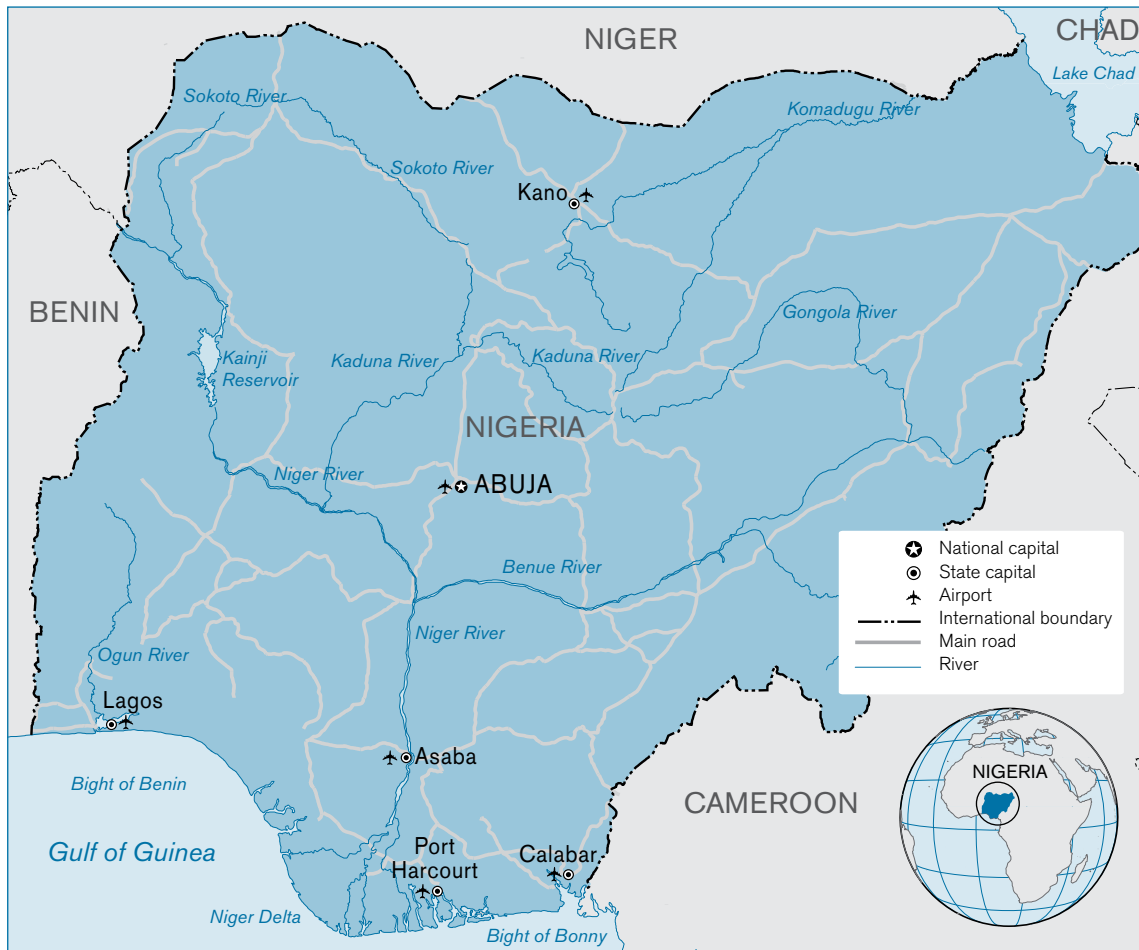 NIGER
CHAD
Lake Chad
Sokoto River
Komadugu River
Sokoto River
Kano
BENIN
Gongola River
Kainji
Reservoir
Kaduna River
Kaduna River
NIGERIA
Niger River
ABUJA
National capital
State capital
Airport
International boundary
Main road
River
Benue River
Niger River
Ogun River
Lagos
Asaba
NIGERIA
Bight of Benin
CAMEROON
Gulf of Guinea
Port
Harcourt
Calabar
Niger Delta
Bight of Bonny